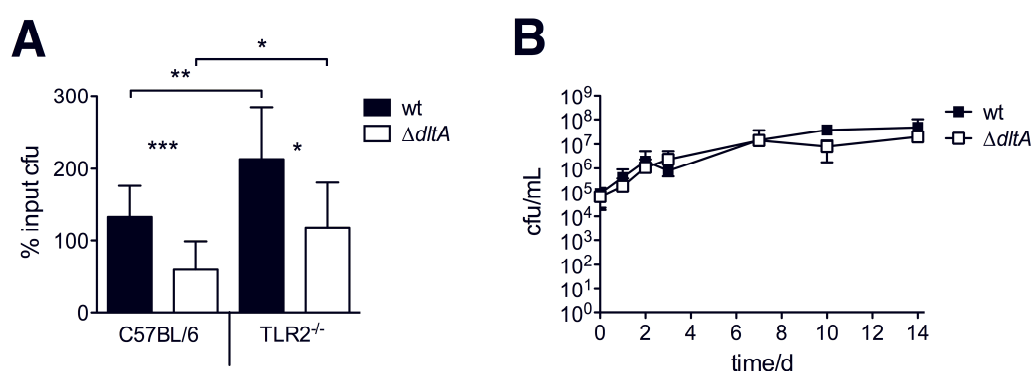 A
*
**
300
200
100
0
% input cfu
***
*
wt
ΔdltA
C57BL/6
TLR2-/-
B
10⁹
10⁸
10⁷
10⁶
10⁵
10⁴
10³
10²
10¹
10⁰
cfu/mL
0 2 4 6 8 10 12 14
time/d
wt
ΔdltA